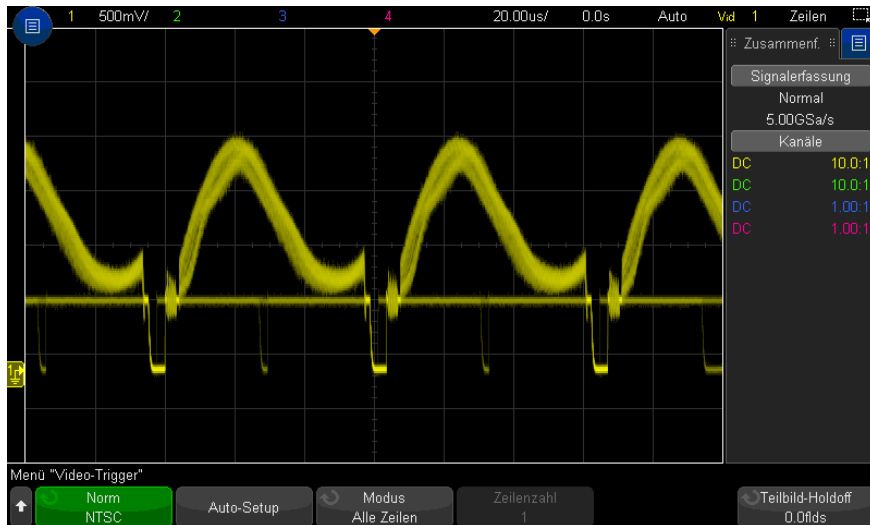 1 500mV/ 2 3 4 20.00us/ 0.0s Auto Vid 1 Zeilen
Zusammenf.
Signalerfassung
Normal
5.00GSa/s
Kanäle
DC 10.0:1
DC 10.0:1
DC 1.00:1
DC 1.00:1
1
Menü "Video-Trigger"
Norm
NTSC
Auto-Setup
Modus
Alle Zeilen
Zeilenzahl
1
Teilbild-Holdoff
0.0flds